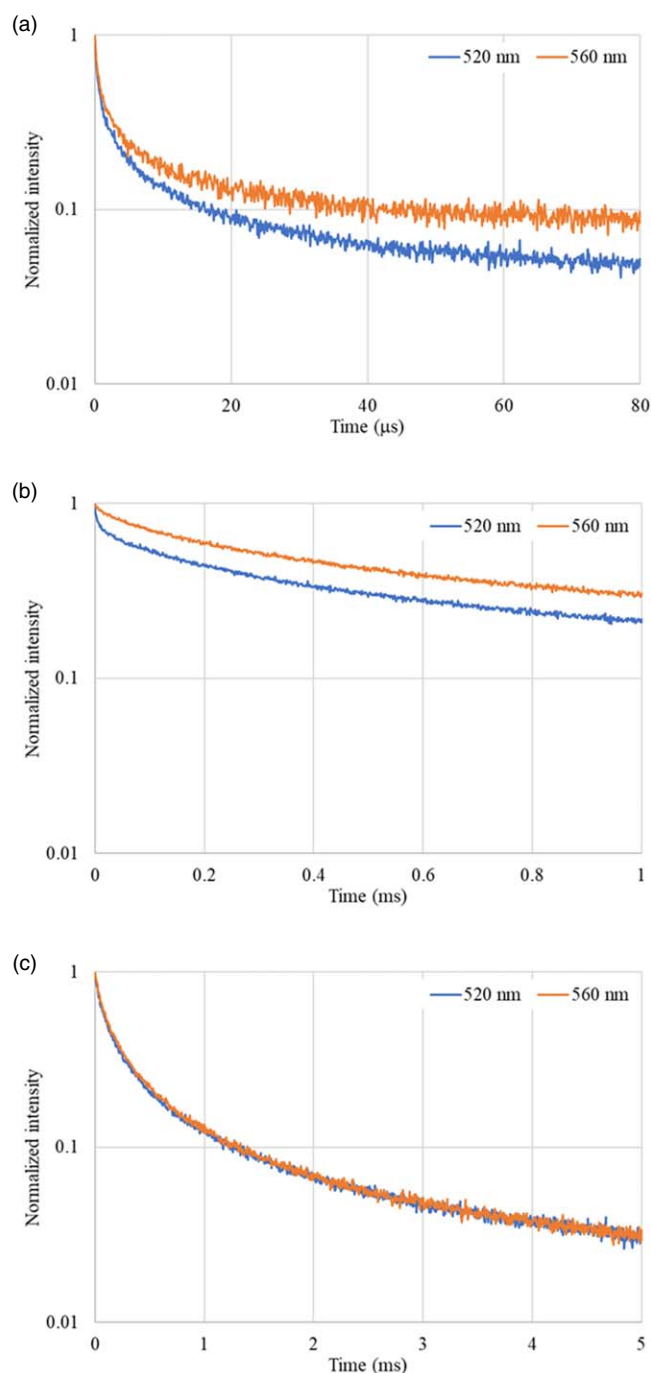 (a)
1
520 nm 560 nm
Normalized intensity
0.1
0.01
0 20 40 60 80
Time (μs)
(b)
1
520 nm 560 nm
Normalized intensity
0.1
0.01
0 0.2 0.4 0.6 0.8 1
Time (ms)
(c)
1
520 nm 560 nm
Normalized intensity
0.1
0.01
0 1 2 3 4 5
Time (ms)